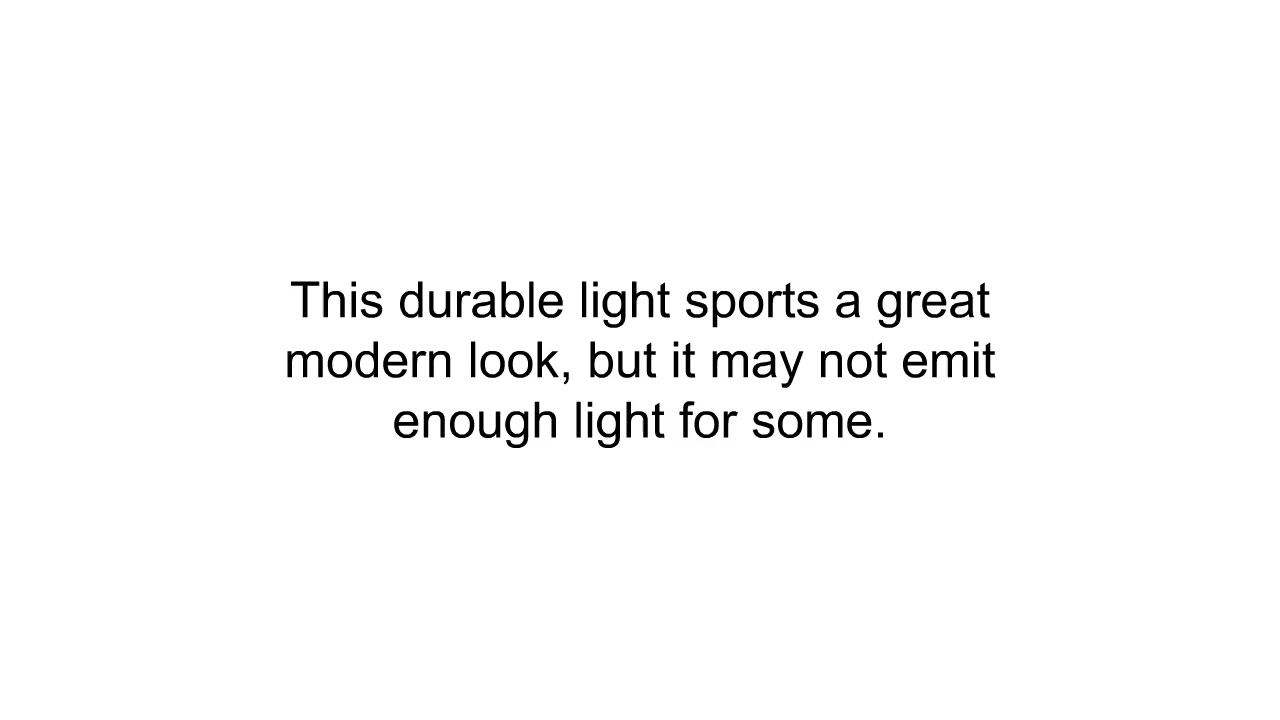 This durable light sports a great
modern look, but it may not emit
enough light for some.